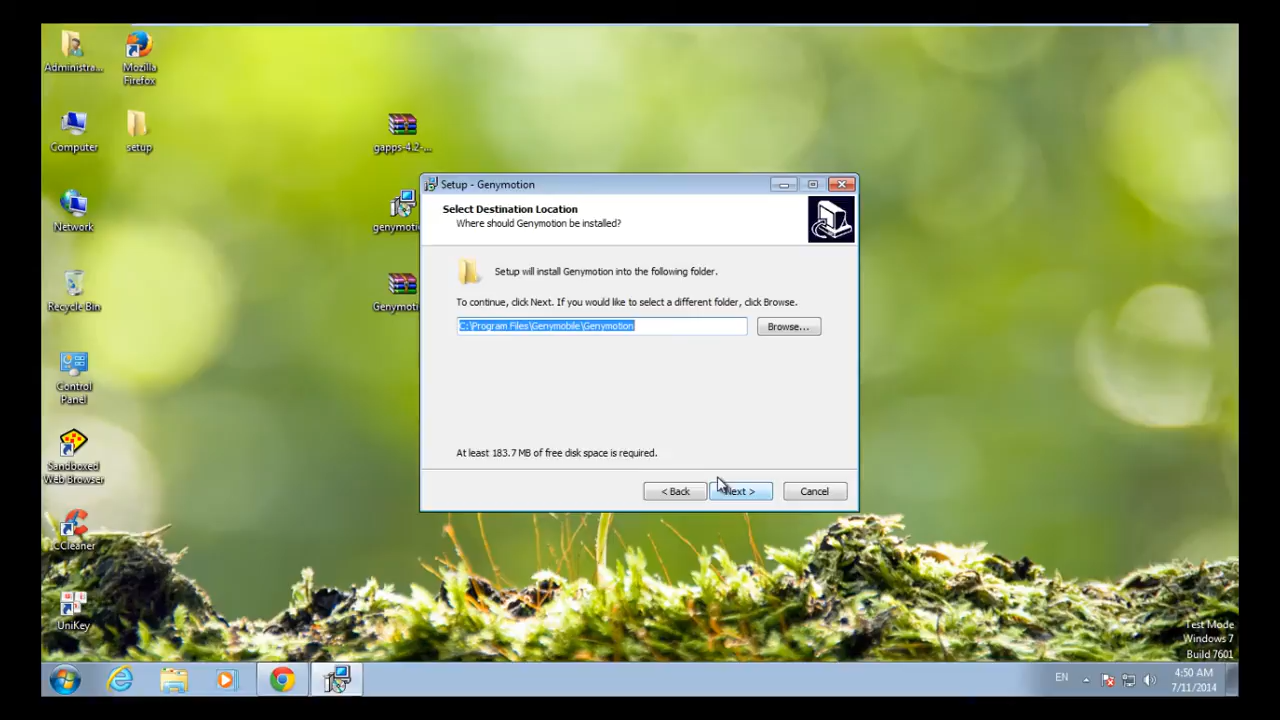 Administra...
Mozilla
Firefox
Computer
setup
gapps-4.2-...
Network
genymotio
Recycle Bin
Genymoti
Control
Panel
Sandboxed
Web Browser
CCleaner
UniKey
Setup - Genymotion
Select Destination Location
Where should Genymotion be installed?
Setup will install Genymotion into the following folder.
To continue, click Next. If you would like to select a different folder, click Browse.
C:\Program Files\Genymobile\Genymotion
Browse...
At least 183.7 MB of free disk space is required.
< Back
Next >
Cancel
Test Mode
Windows 7
Build 7601
EN
4:50 AM
7/11/2014